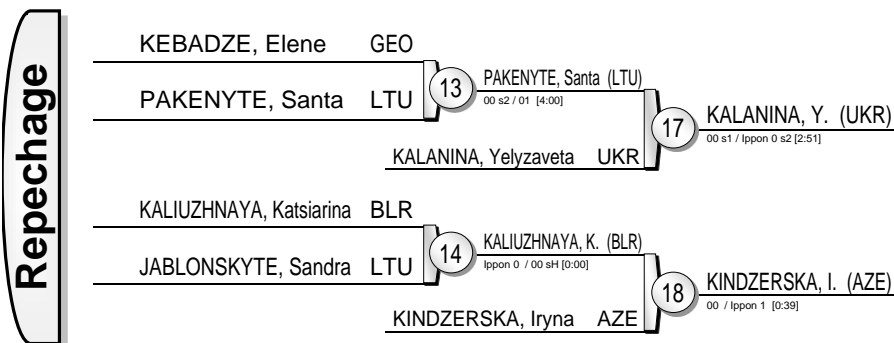 Repechage
KEBADZE, Elene GEO
PAKENYTE, Santa LTU
13
PAKENYTE, Santa (LTU)
00 s2 / 01 [4:00]
KALANINA, Yelyzaveta UKR
17
KALANINA, Y. (UKR)
00 s1 / Ippon 0 s2 [2:51]
KALIUZHNAYA, Katsiarina BLR
JABLONSKYTE, Sandra LTU
14
KALIUZHNAYA, K. (BLR)
Ippon 0 / 00 sH [0:00]
KINDZERSKA, Iryna AZE
18
KINDZERSKA, I. (AZE)
00 / Ippon 1 [0:39]